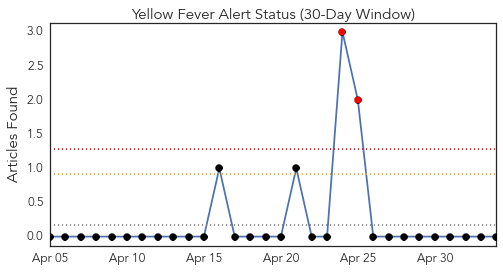 Yellow Fever Alert Status (30-Day Window)
Articles Found
3.0
2.5
2.0
1.5
1.0
0.5
0.0
Apr 05 Apr 10 Apr 15 Apr 20 Apr 25 Apr 30